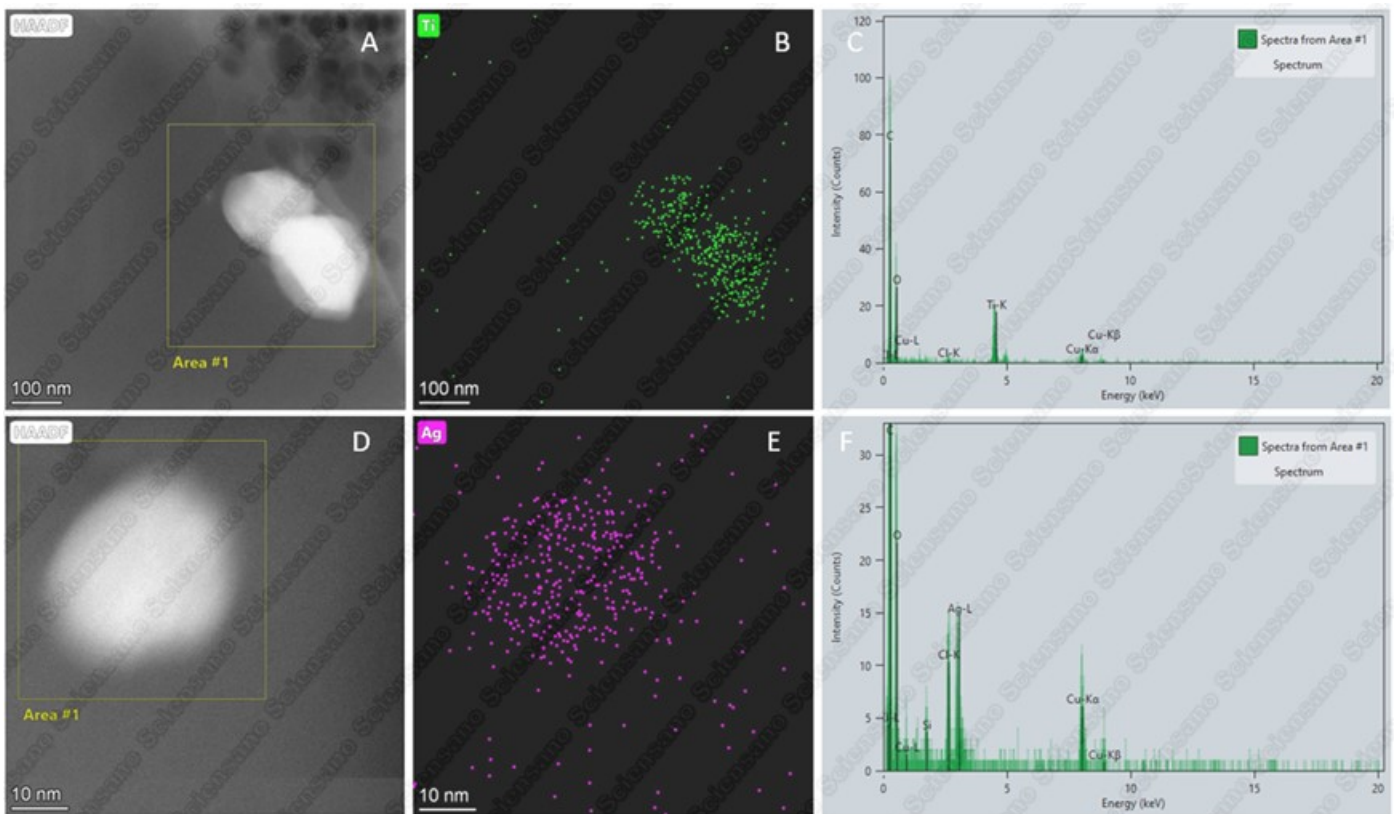 HAADF
A
Area #1
100 nm
Ti
B
100 nm
C
Spectra from Area #1
Spectrum
120
100
80
60
40
20
0
Intensity (Counts)
C
O
Cu-L
Cl-K
Ti-K
Cu-Kα
Cu-Kβ
0
5
10
15
20
Energy (keV)
HAADF
D
Area #1
10 nm
Ag
E
10 nm
F
Spectra from Area #1
Spectrum
30
25
20
15
10
5
0
Intensity (Counts)
C
O
Cu-L
Si
Cl-K
Ag-L
Cu-Kα
Cu-Kβ
0
5
10
15
20
Energy (keV)
Sciensano